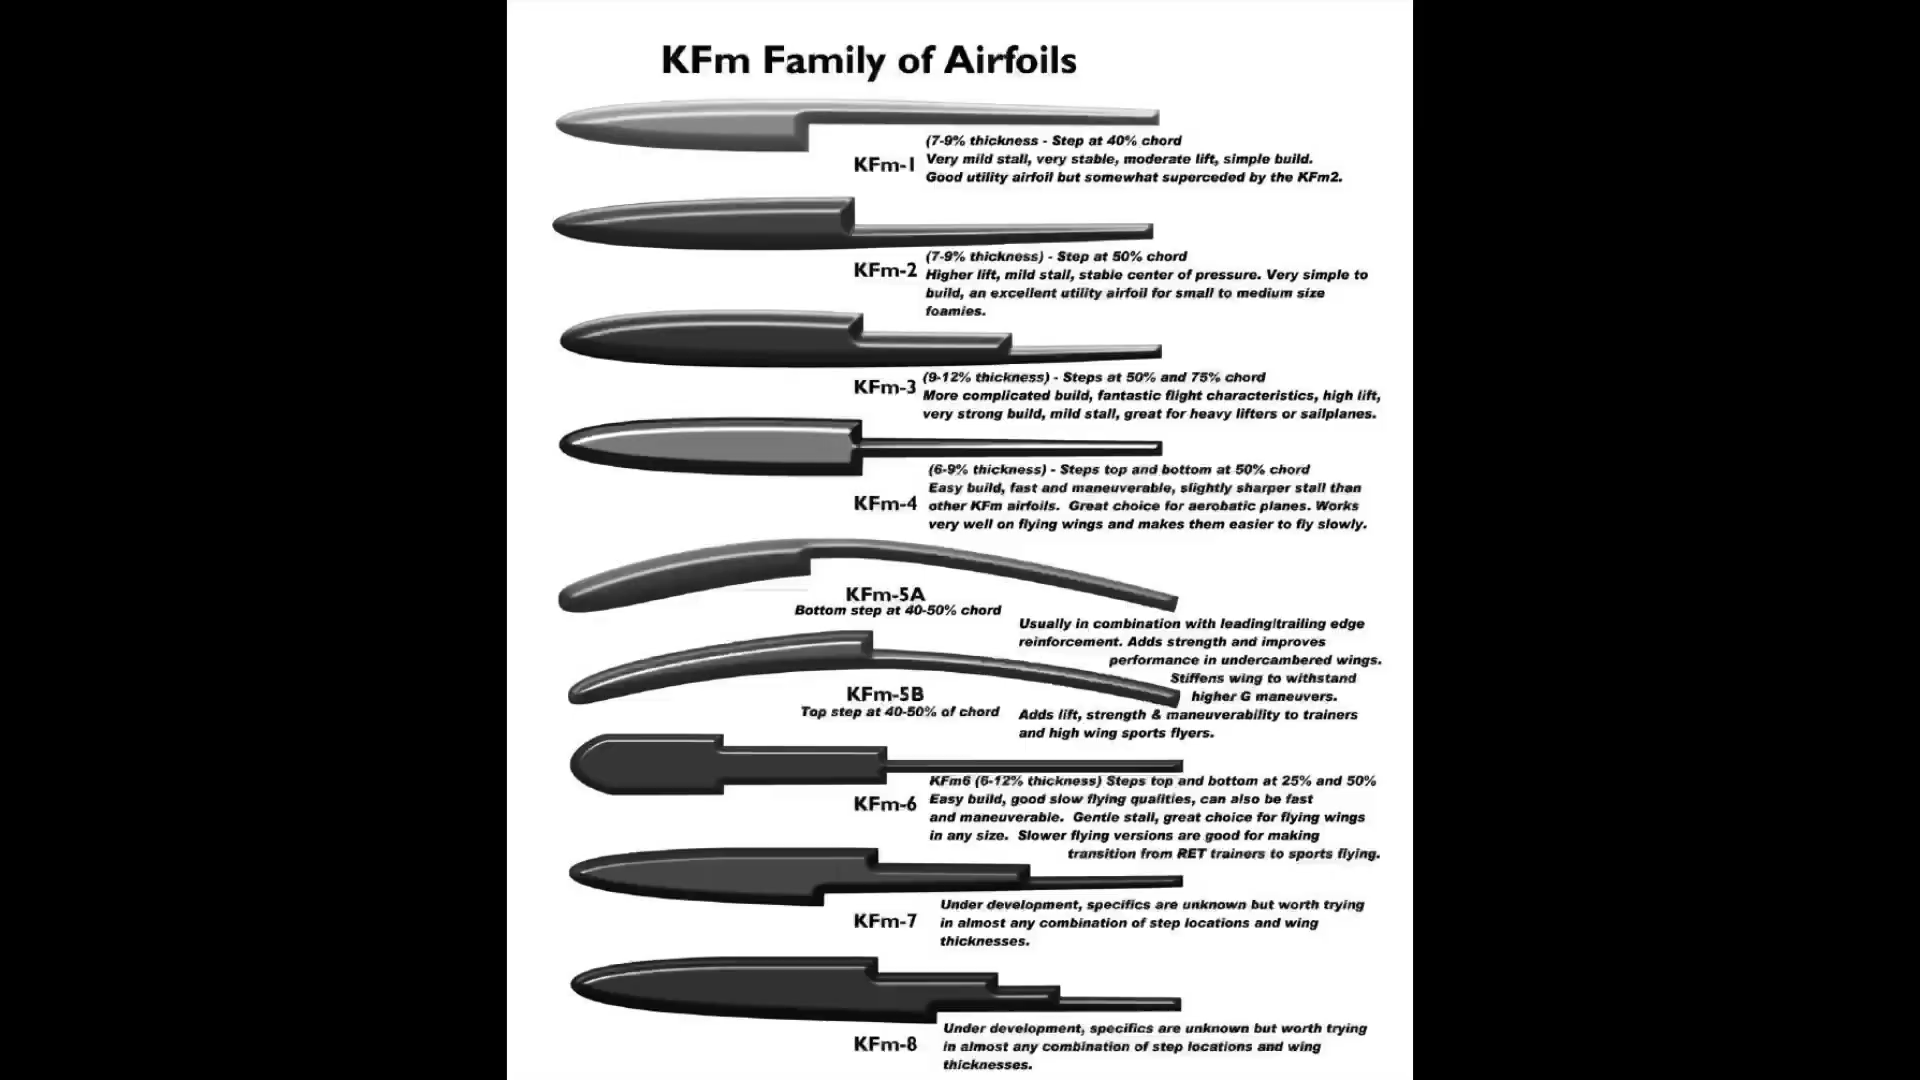 KFm Family of Airfoils
(7-9% thickness - Step at 40% chord
KFm-1 Very mild stall, very stable, moderate lift, simple build.
Good utility airfoil but somewhat superceded by the KFm2.
(7-9% thickness) - Step at 50% chord
KFm-2 Higher lift, mild stall, stable center of pressure. Very simple to
build, an excellent utility airfoil for small to medium size
foamies.
(9-12% thickness) - Steps at 50% and 75% chord
KFm-3 More complicated build, fantastic flight characteristics, high lift,
very strong build, mild stall, great for heavy lifters or sailplanes.
(6-9% thickness) - Steps top and bottom at 50% chord
Easy build, fast and maneuverable, slightly sharper stall than
KFm-4 other KFm airfoils. Great choice for aerobatic planes. Works
very well on flying wings and makes them easier to fly slowly.
KFm-5A
Bottom step at 40-50% chord
Usually in combination with leading/trailing edge
reinforcement. Adds strength and improves
performance in undercambered wings.
Stiffens wing to withstand
higher G maneuvers.
KFm-5B
Top step at 40-50% of chord
Adds lift, strength & maneuverability to trainers
and high wing sports flyers.
KFm6 (6-12% thickness) Steps top and bottom at 25% and 50%
KFm-6 Easy build, good slow flying qualities, can also be fast
and maneuverable. Gentle stall, great choice for flying wings
in any size. Slower flying versions are good for making
transition from RET trainers to sports flying.
Under development, specifics are unknown but worth trying
KFm-7 in almost any combination of step locations and wing
thicknesses.
Under development, specifics are unknown but worth trying
KFm-8 in almost any combination of step locations and wing
thicknesses.